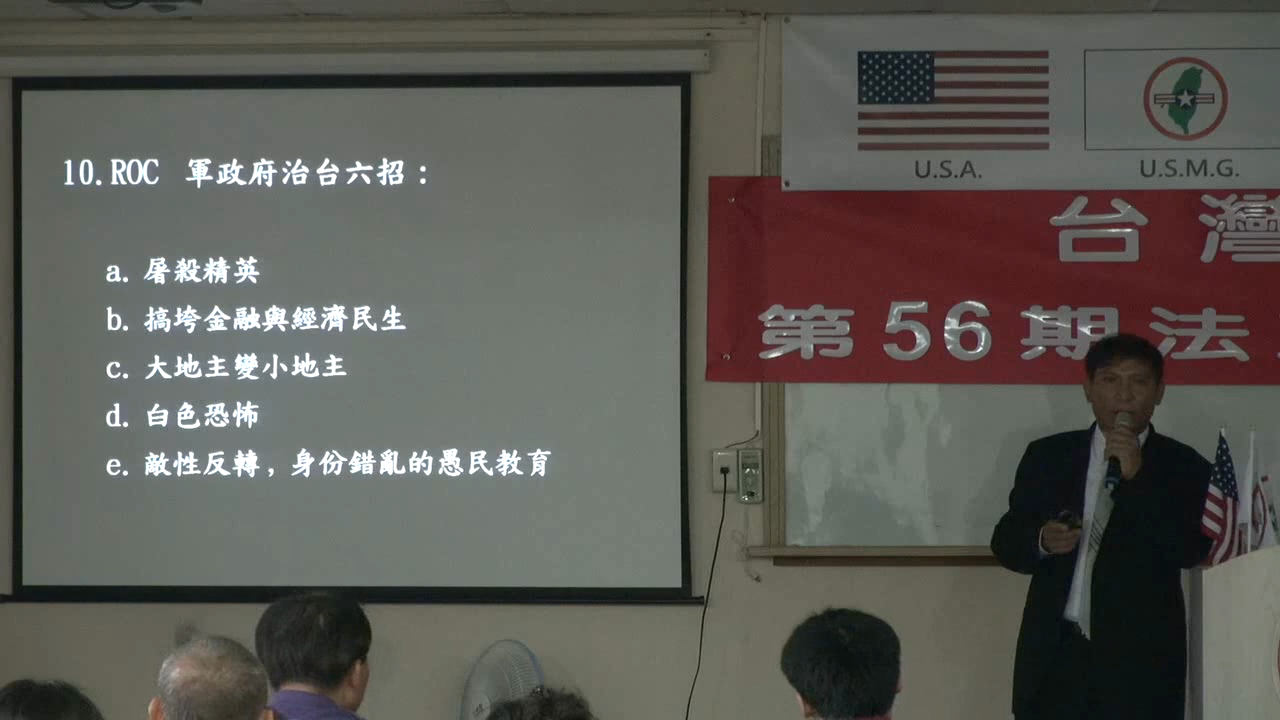 10. ROC 軍政府治台六招：
a. 屠殺精英
b. 搞垮金融與經濟民生
c. 大地主變小地主
d. 白色恐怖
e. 敵性反轉，身份錯亂的愚民教育
U.S.A.
U.S.M.G.
台灣
第56期法